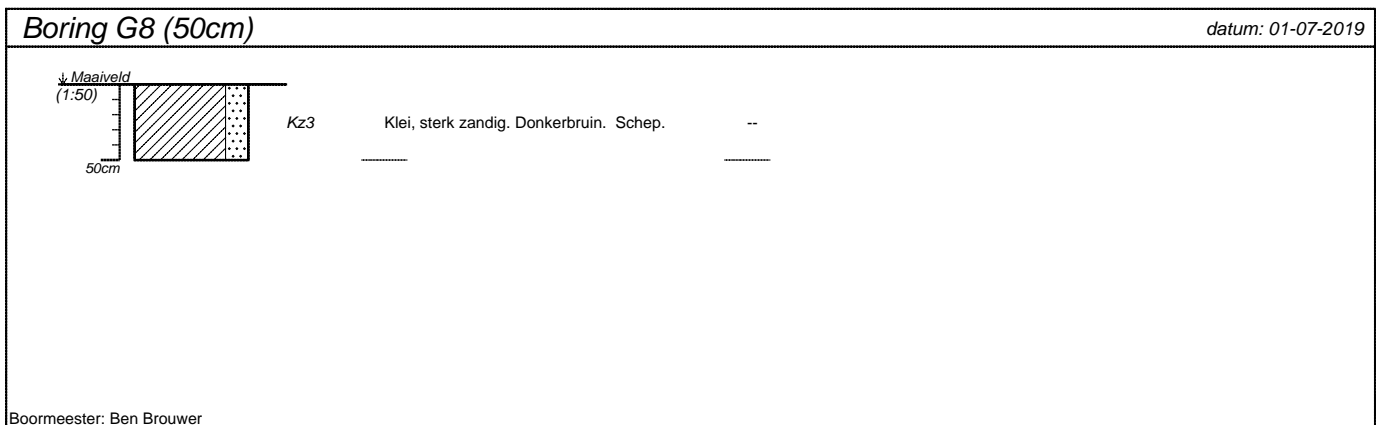 Boring G8 (50cm)
datum: 01-07-2019
Maaiveld
(1:50)
Kz3 Klei, sterk zandig. Donkerbruin. Schep. --
50cm
Boormeester: Ben Brouwer